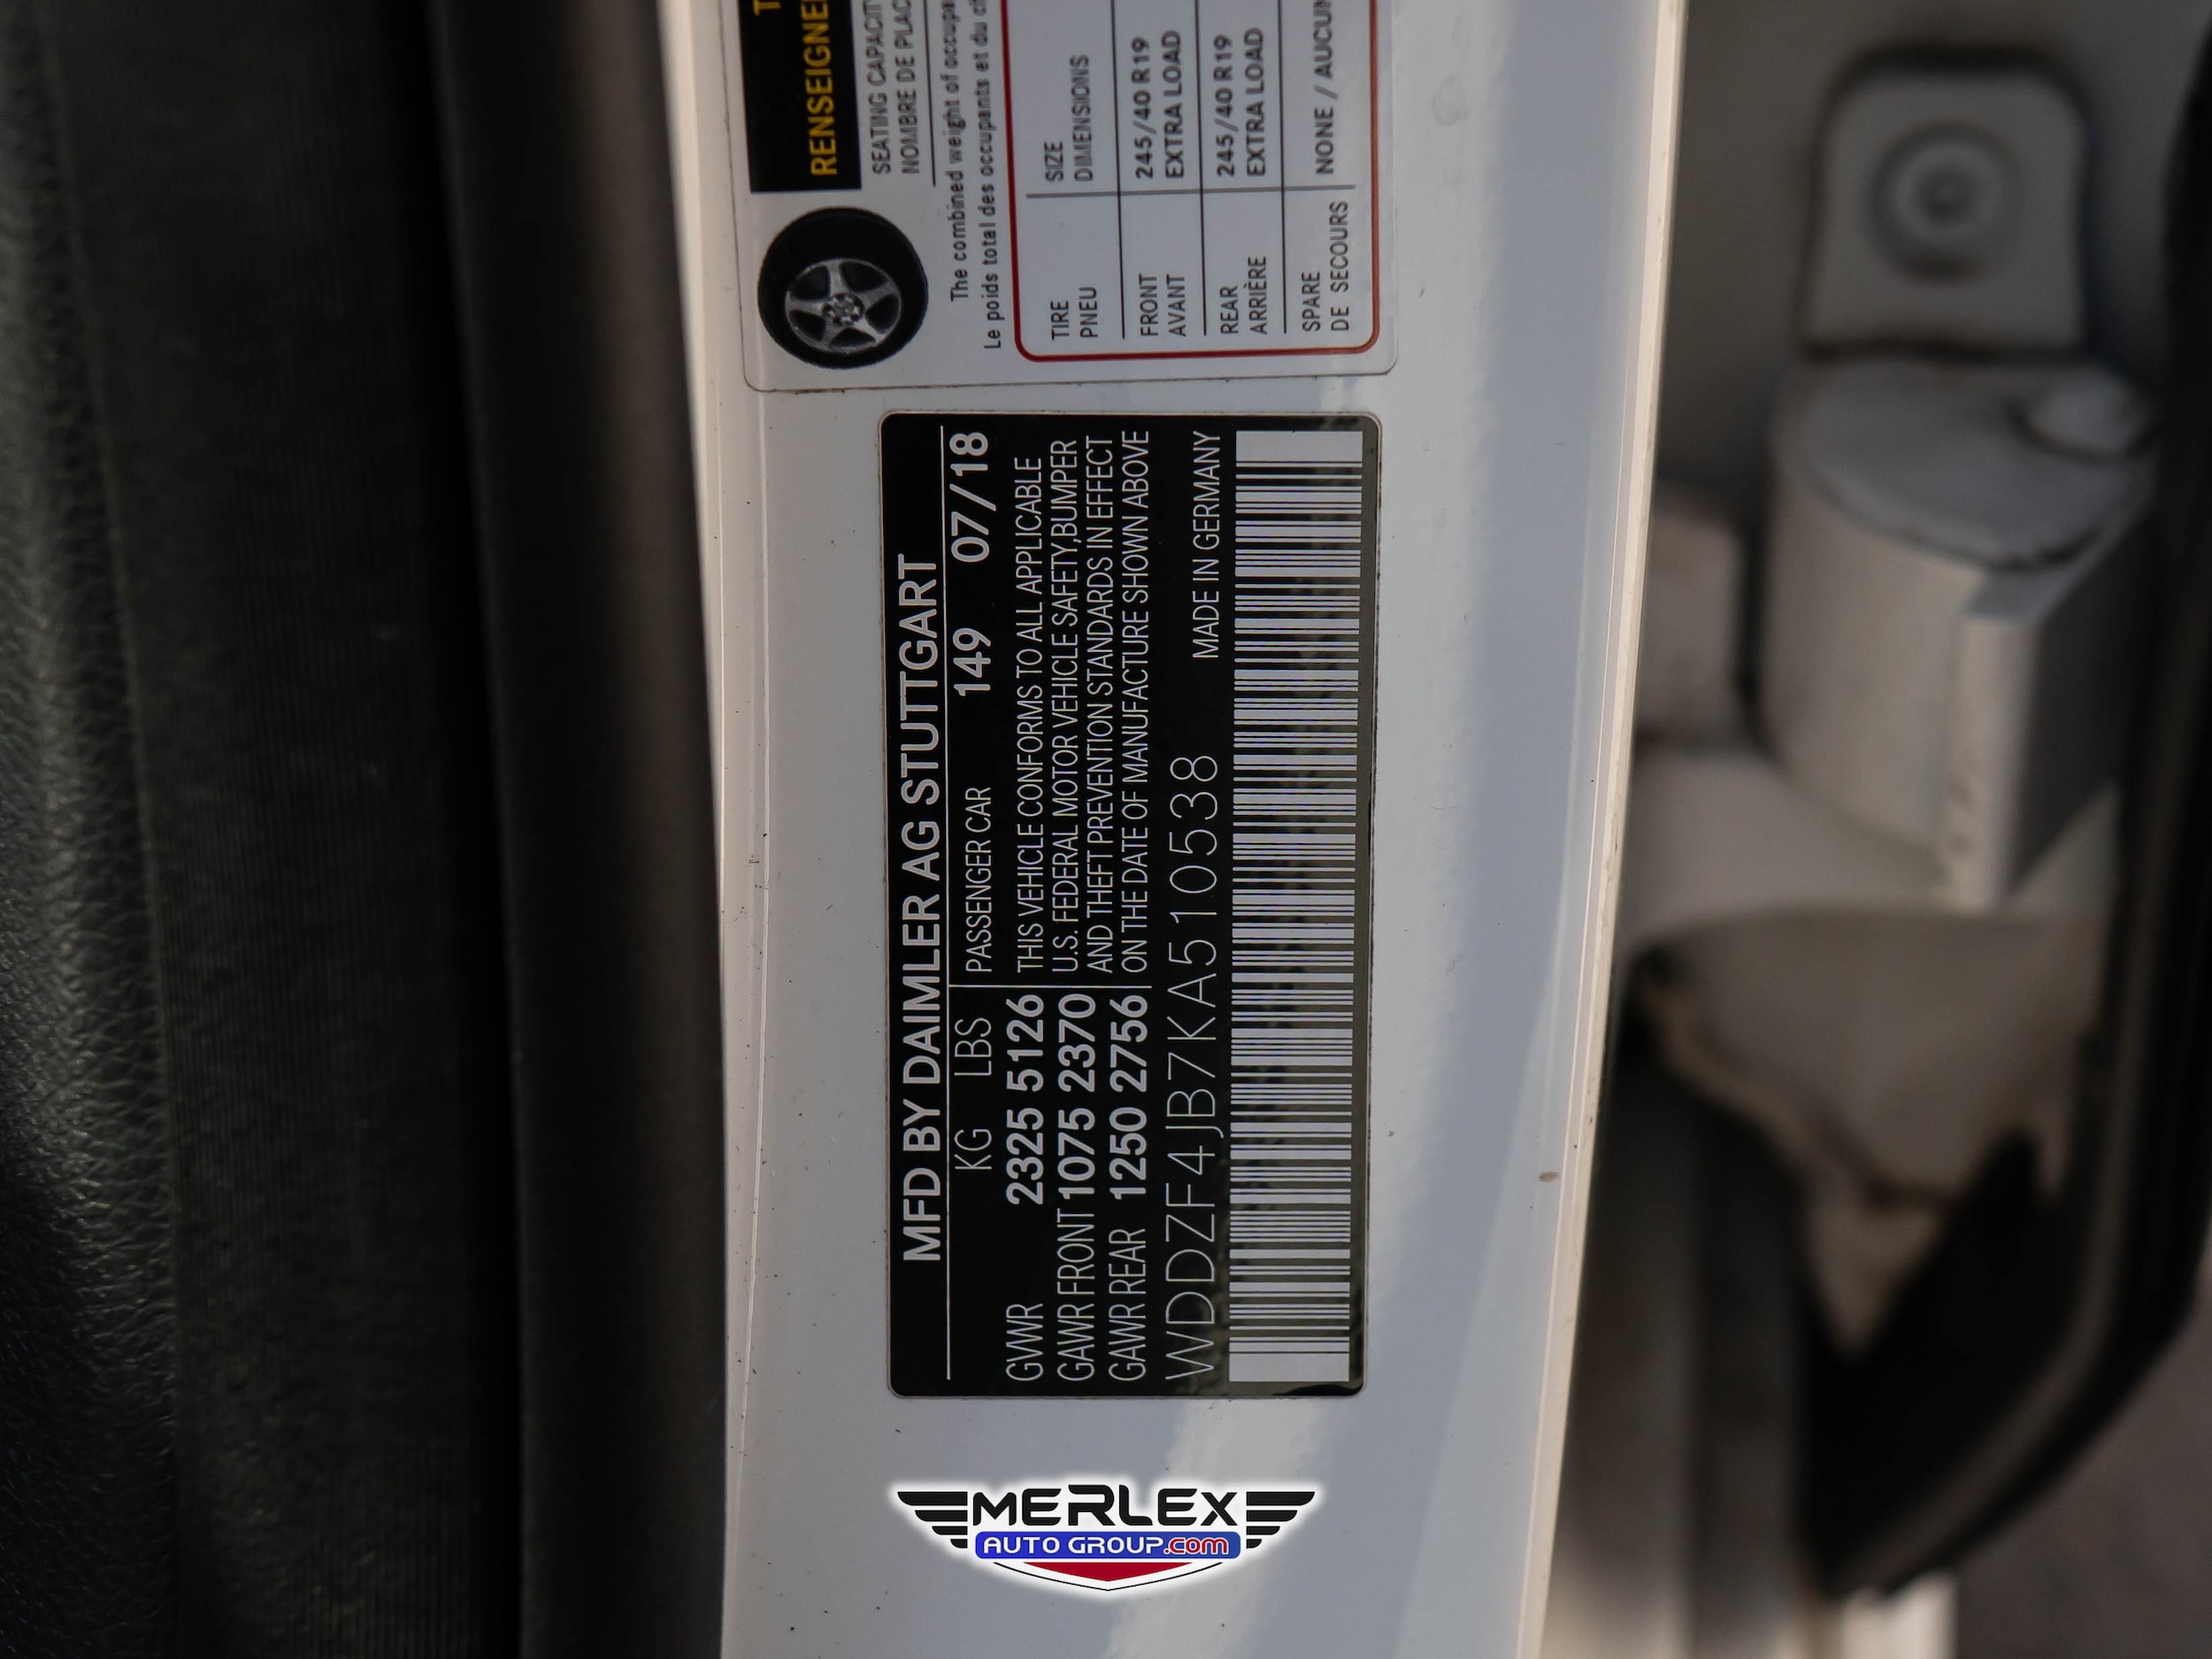 RENSEIGNE
SEATING CAPACITY
NOMBRE DE PLAC
The combined weight of occupa
Le poids total des occupants et du
TIRE SIZE
PNEU DIMENSIONS
FRONT 245/40 R19
AVANT EXTRA LOAD
REAR 245/40 R19
ARRIÈRE EXTRA LOAD
SPARE NONE / AUCUN
DE SECOURS
MFD BY DAIMLER AG STUTTGART
KG LBS PASSENGER CAR 149 07/18
GVWR 2325 5126 THIS VEHICLE CONFORMS TO ALL APPLICABLE
U.S. FEDERAL MOTOR VEHICLE SAFETY,BUMPER
GAWR FRONT 1075 2370 AND THEFT PREVENTION STANDARDS IN EFFECT
GAWR REAR 1250 2756 ON THE DATE OF MANUFACTURE SHOWN ABOVE
WDDZF4JB7KA510538 MADE IN GERMANY
MERLEX
AUTO GROUP.com